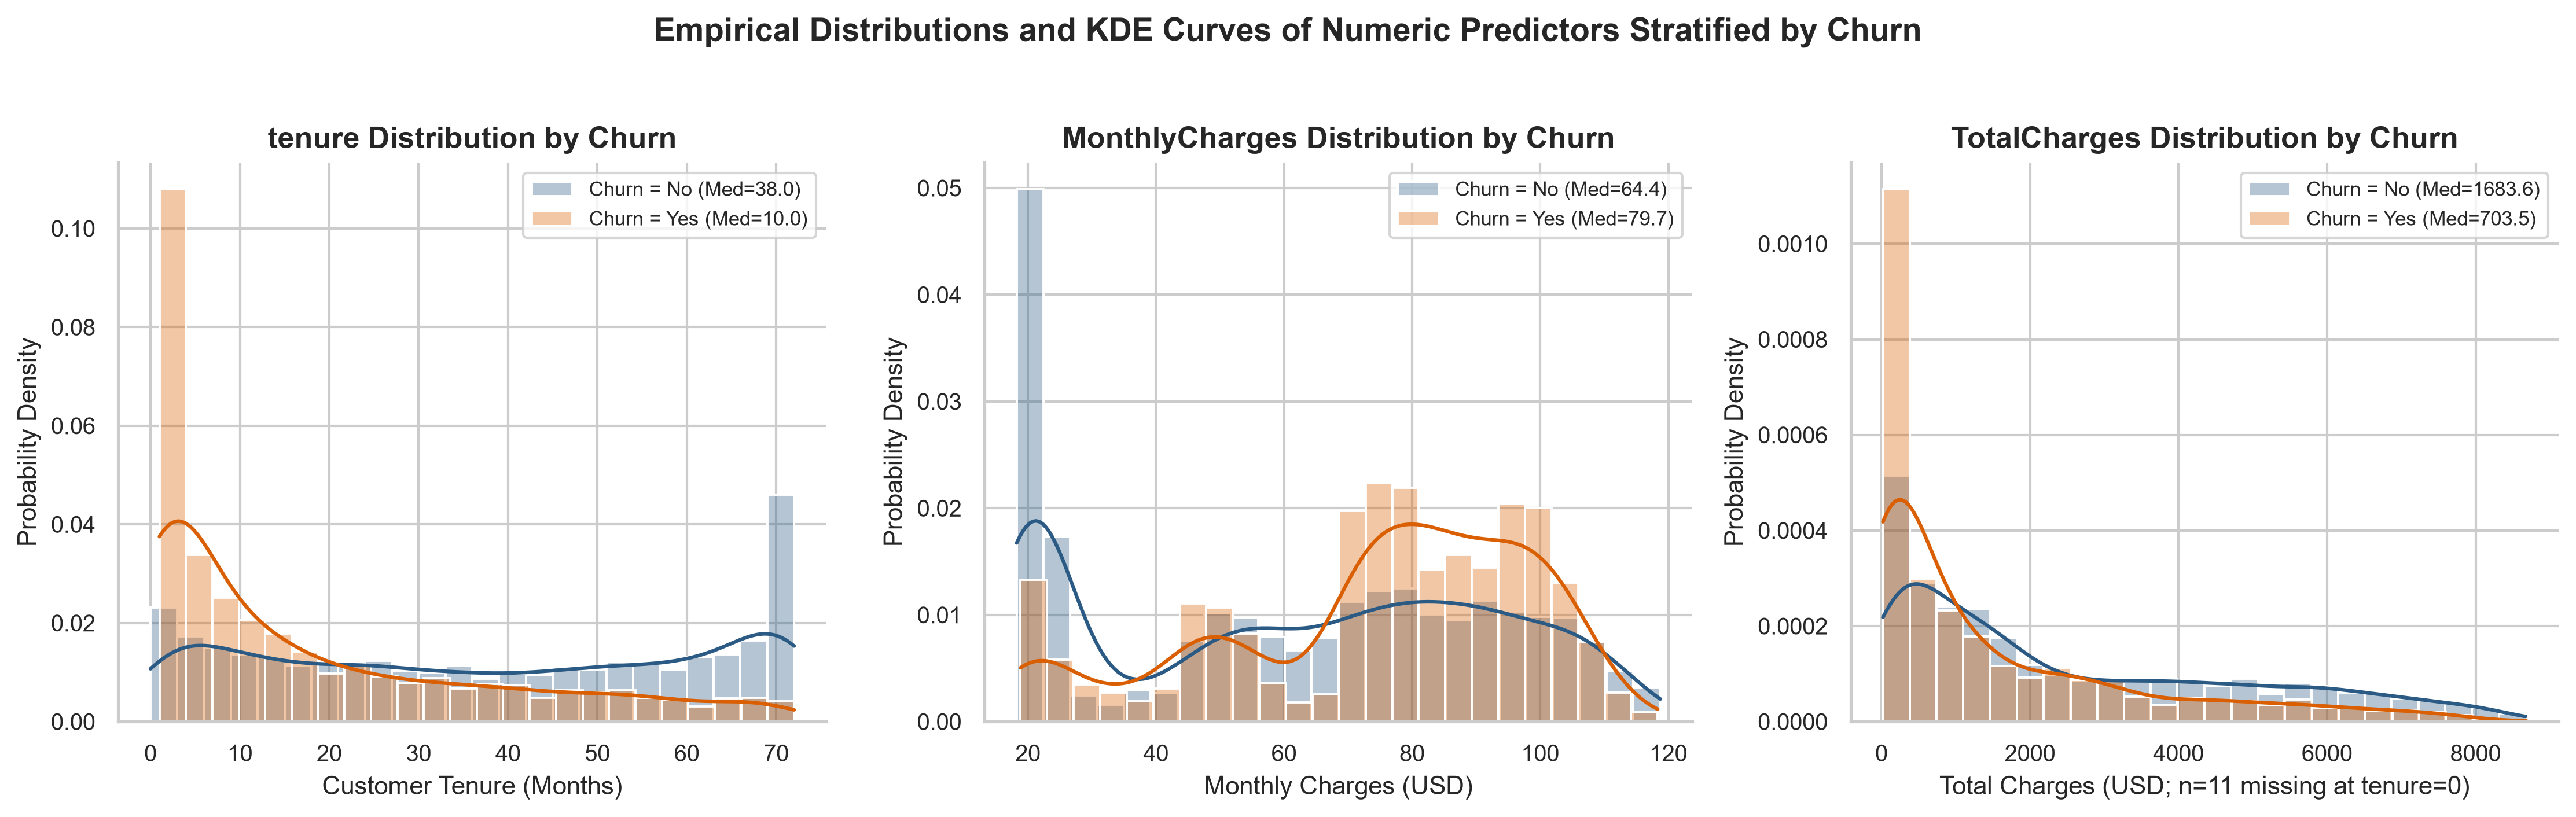 Empirical Distributions and KDE Curves of Numeric Predictors Stratified by Churn
tenure Distribution by Churn
Churn = No (Med=38.0)
Churn = Yes (Med=10.0)
Probability Density
0.10
0.08
0.06
0.04
0.02
0.00
0 10 20 30 40 50 60 70
Customer Tenure (Months)
MonthlyCharges Distribution by Churn
Churn = No (Med=64.4)
Churn = Yes (Med=79.7)
Probability Density
0.05
0.04
0.03
0.02
0.01
0.00
20 40 60 80 100 120
Monthly Charges (USD)
TotalCharges Distribution by Churn
Churn = No (Med=1683.6)
Churn = Yes (Med=703.5)
Probability Density
0.0010
0.0008
0.0006
0.0004
0.0002
0.0000
0 2000 4000 6000 8000
Total Charges (USD; n=11 missing at tenure=0)